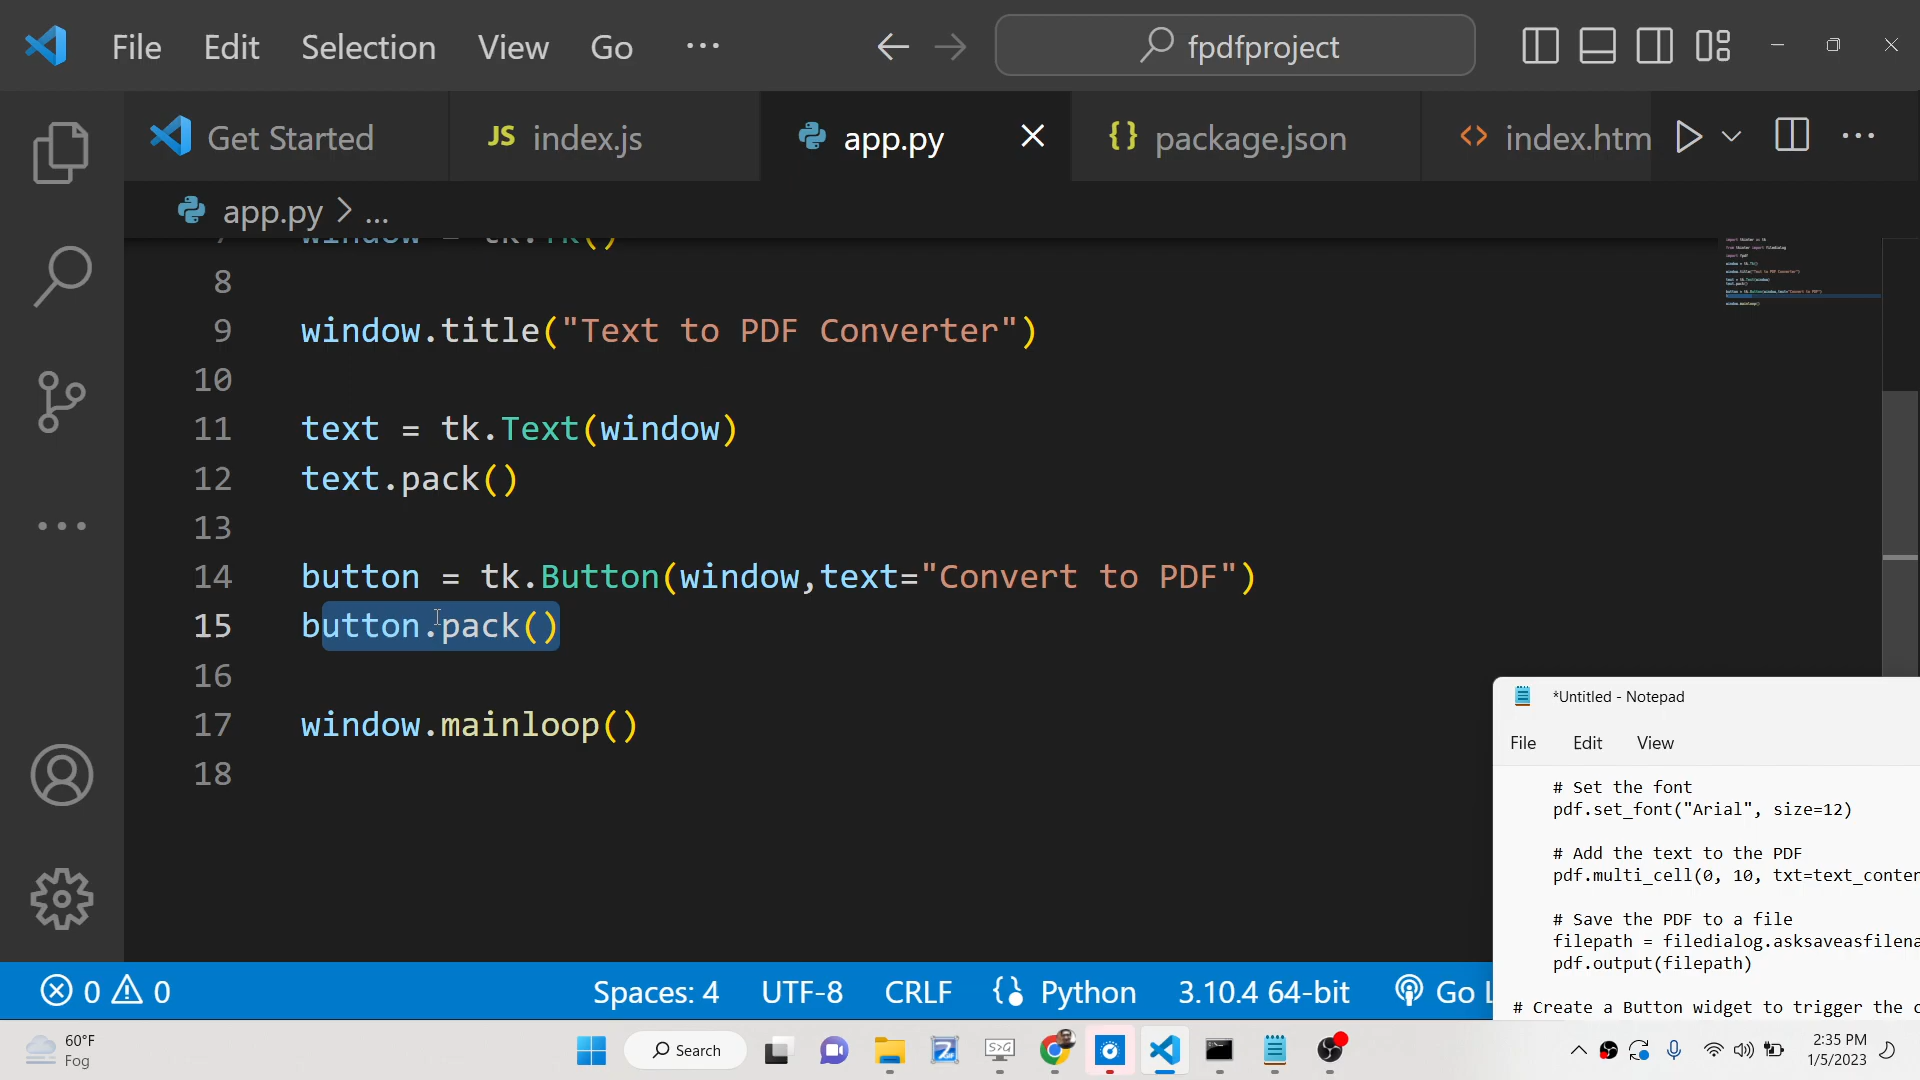 File Edit Selection View Go ... fpdfproject
Get Started JS index.js app.py {} package.json <> index.htm
app.py > ...
8
9 window.title("Text to PDF Converter")
10
11 text = tk.Text(window)
12 text.pack()
13
14 button = tk.Button(window,text="Convert to PDF")
15 button.pack()
16
17 window.mainloop()
18
*Untitled - Notepad
File Edit View
# Set the font
pdf.set_font("Arial", size=12)
# Add the text to the PDF
pdf.multi_cell(0, 10, txt=text_conter
# Save the PDF to a file
filepath = filedialog.asksaveasfilena
pdf.output(filepath)
# Create a Button widget to trigger the c
0 0 Spaces: 4 UTF-8 CRLF Python 3.10.4 64-bit Go L
60°F
Fog
Search
2:35 PM
1/5/2023